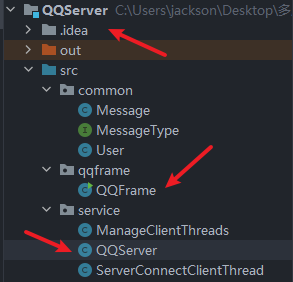 QQServer C:\Users\jackson\Desktop\多
.idea
out
src
common
Message
MessageType
User
qqframe
QQFrame
service
ManageClientThreads
QQServer
ServerConnectClientThread